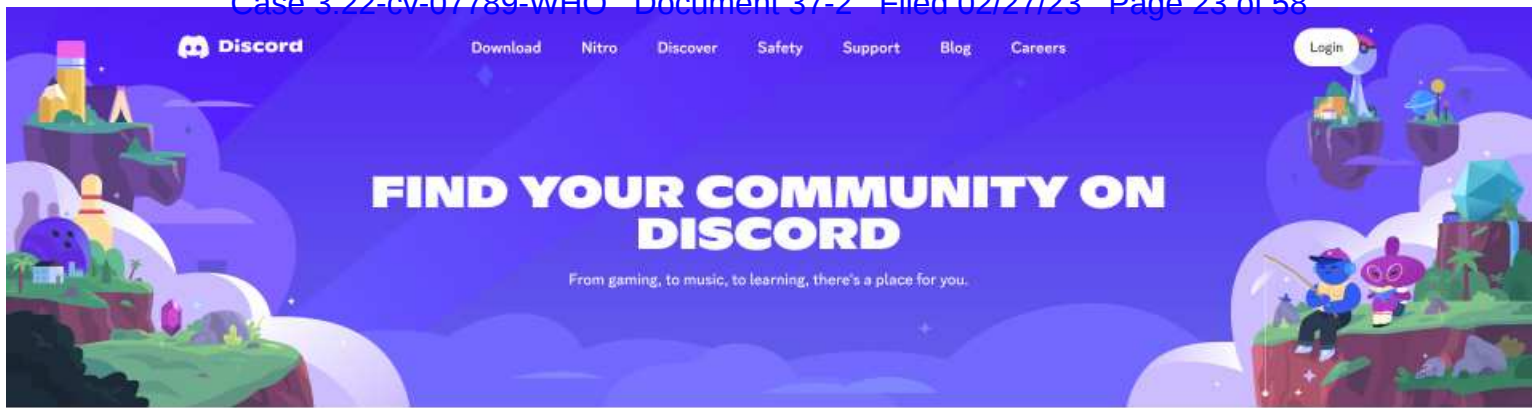 Case 3:22-cv-07789-WHO Document 37-2 Filed 02/27/23 Page 23 of 58
Discord Download Nitro Discover Safety Support Blog Careers Login
FIND YOUR COMMUNITY ON
DISCORD
From gaming, to music, to learning, there's a place for you.